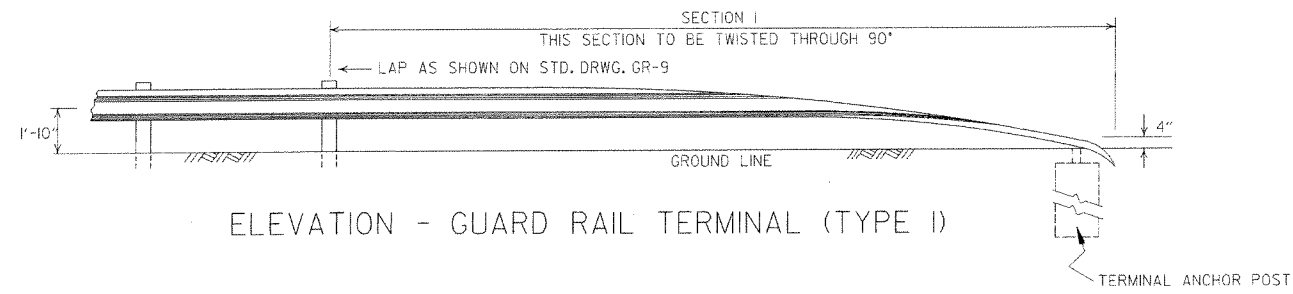 SECTION I
THIS SECTION TO BE TWISTED THROUGH 90°
LAP AS SHOWN ON STD. DRWG. GR-9
1'-10"
4"
GROUND LINE
ELEVATION - GUARD RAIL TERMINAL (TYPE I)
TERMINAL ANCHOR POST